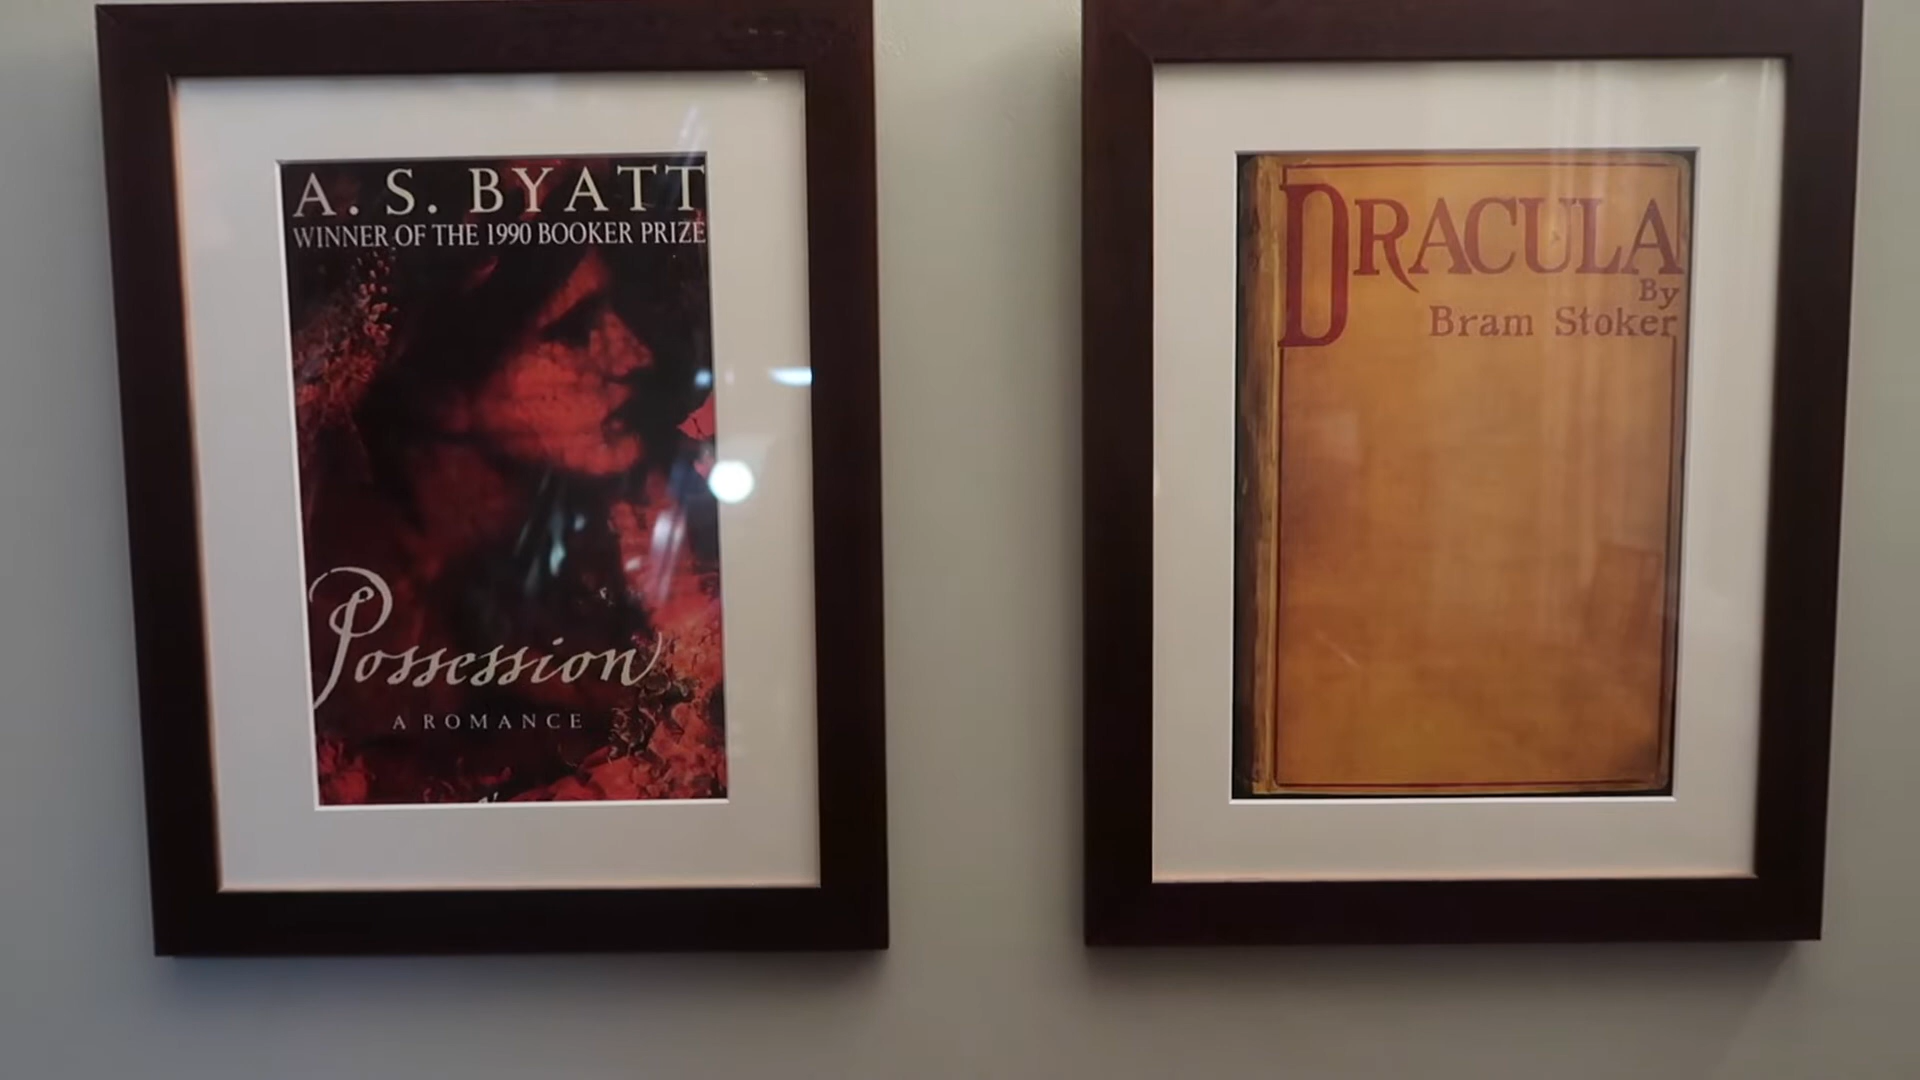 A. S. BYATT
WINNER OF THE 1990 BOOKER PRIZE
Possession
A ROMANCE
DRACULA
By
Bram Stoker